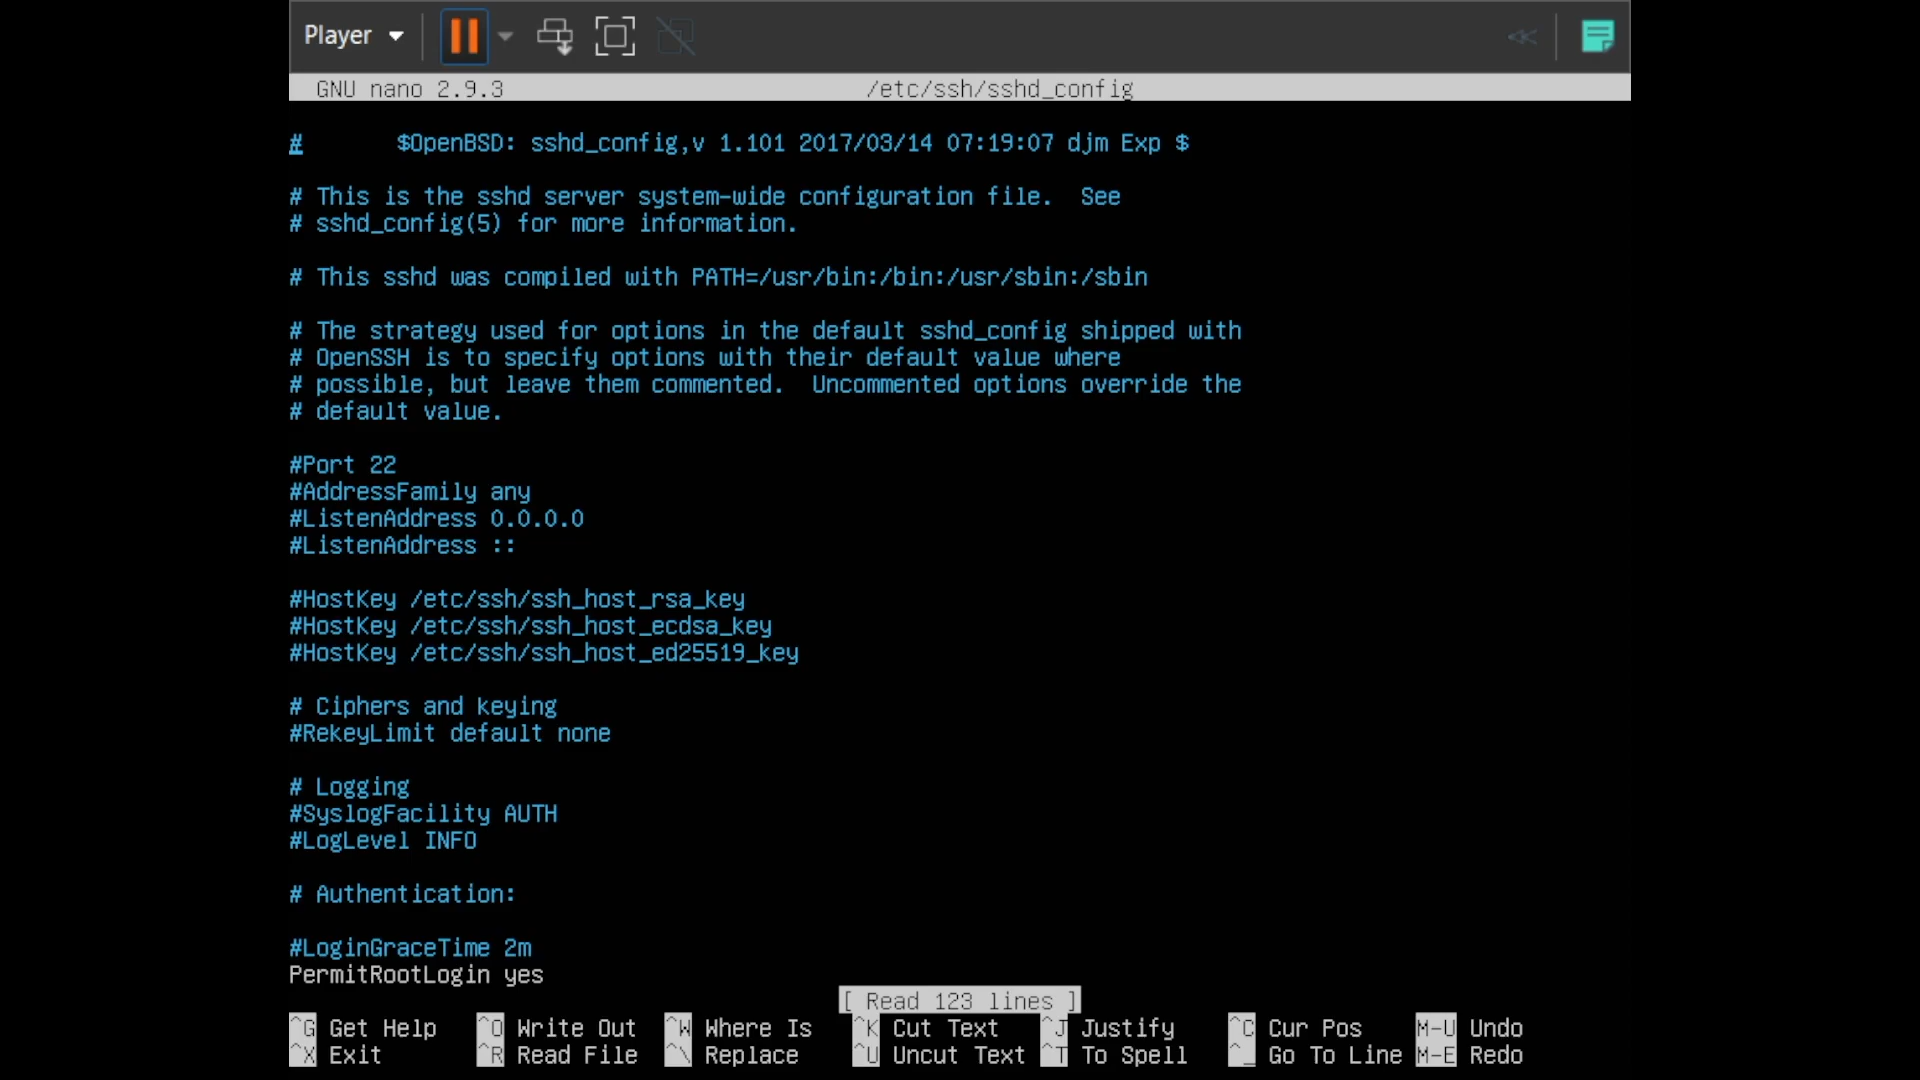 Player
GNU nano 2.9.3 /etc/ssh/sshd_config
# $OpenBSD: sshd_config,v 1.101 2017/03/14 07:19:07 djm Exp $
# This is the sshd server system-wide configuration file. See
# sshd_config(5) for more information.
# This sshd was compiled with PATH=/usr/bin:/bin:/usr/sbin:/sbin
# The strategy used for options in the default sshd_config shipped with
# OpenSSH is to specify options with their default value where
# possible, but leave them commented. Uncommented options override the
# default value.
#Port 22
#AddressFamily any
#ListenAddress 0.0.0.0
#ListenAddress ::
#HostKey /etc/ssh/ssh_host_rsa_key
#HostKey /etc/ssh/ssh_host_ecdsa_key
#HostKey /etc/ssh/ssh_host_ed25519_key
# Ciphers and keying
#RekeyLimit default none
# Logging
#SyslogFacility AUTH
#LogLevel INFO
# Authentication:
#LoginGraceTime 2m
PermitRootLogin yes
[ Read 123 lines ]
^G Get Help ^O Write Out ^W Where Is ^K Cut Text ^J Justify ^C Cur Pos M-U Undo
^X Exit ^R Read File ^\ Replace ^U Uncut Text ^T To Spell ^_ Go To Line M-E Redo